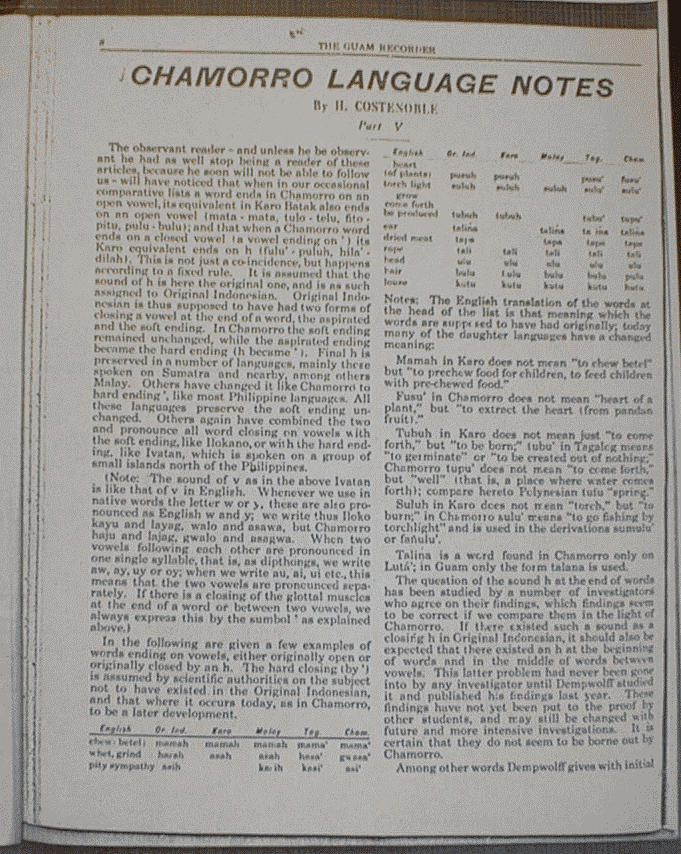 8
THE GUAM RECORDER
CHAMORRO LANGUAGE NOTES
By H. COSTENOBLE
Part V
The observant reader - and unless he be observ-
ant he had as well stop being a reader of these
articles, because he soon will not be able to follow
us - will have noticed that when in our occasional
comparative lists a word ends in Chamorro on an
open vowel, its equivalent in Karo Batak also ends
on an open vowel (mata - mata, tulo - telu, fito -
pitu, pulu - bulu); and that when a Chamorro word
ends on a closed vowel (a vowel ending on ') its
Karo equivalent ends on h (fulu' - puluh, hila' -
dilah). This is not just a co-incidence, but happens
according to a fixed rule. It is assumed that the
sound of h is here the original one, and is as such
assigned to Original Indonesian. Original Indo-
nesian is thus supposed to have had two forms of
closing a vowel at the end of a word, the aspirated
and the soft ending. In Chamorro the soft ending
remained unchanged, while the aspirated ending
became the hard ending (h became '). Final h is
preserved in a number of languages, mainly these
spoken on Sumatra and nearby, among others
Malay. Others have changed it like Chamorro to
hard ending ', like most Philippine languages. All
these languages preserve the soft ending un-
changed. Others again have combined the two
and pronounce all word closing on vowels with
the soft ending, like Ilokano, or with the hard end-
ing, like Ivatan, which is spoken on a group of
small islands north of the Philippines.
(Note: The sound of v as in the above Ivatan
is like that of v in English. Whenever we use in
native words the letter w or y, these are also pro-
nounced as English w and y; we write thus Iloko
kayu and layag, walo and asawa, but Chamorro
haju and lajag, gwalo and asagwa. When two
vowels following each other are pronounced in
one single syllable, that is, as dipthongs, we write
aw, ay, uy or oy; when we write au, ai, ui etc., this
means that the two vowels are pronounced sepa-
rately. If there is a closing of the glottal muscles
at the end of a word or between two vowels, we
always express this by the sumbol ' as explained
above.)
In the following are given a few examples of
words ending on vowels, either originally open or
originally closed by an h. The hard closing (by ')
is assumed by scientific authorities on the subject
not to have existed in the Original Indonesian,
and that where it occurs today, as in Chamorro,
to be a later development.
English Or. Ind. Karo Malay Tag. Cham.
chew betel) mamah mamah mamah mama' mama'
whet, grind asah asah hasa' guasa'
pity sympathy asih kasih kasi' asi'
English Or. Ind. Karo Malay Tag. Cham.
heart
(of plants) pusuh pusuh pusu' fusu'
torch light suluh suluh suluh sulu' sulu'
grow
come forth
be produced tubuh tubuh tubu' tupu'
ear talina talina talina
dried meat tapa tapa tapa tapa
rope tali tali tali tali tali
head ulu ulu ulu ulu ulu
hair bulu bulu bulu bulu pulu
louse kutu kutu kutu kutu hutu
Notes: The English translation of the words at
the head of the list is that meaning which the
words are supposed to have had originally; today
many of the daughter languages have a changed
meaning:
Mamah in Karo does not mean "to chew betel"
but "to prechew food for children, to feed children
with pre-chewed food."
Fusu' in Chamorro does not mean "heart of a
plant," but "to extrect the heart (from pandan
fruit)."
Tubuh in Karo does not mean just "to come
forth," but "to be born;" tubu' in Tagalog means
"to germinate" or "to be created out of nothing;"
Chamorro tupu' does not mean "to come forth,"
but "well" (that is, a place where water comes
forth); compare hereto Polynesian tufu "spring."
Suluh in Karo does not mean "torch," but "to
burn;" in Chamorro sulu' means "to go fishing by
torchlight" and is used in the derivations sumulu'
or fañulu'.
Talina is a word found in Chamorro only on
Lutá'; in Guam only the form talana is used.
The question of the sound h at the end of words
has been studied by a number of investigators
who agree on their findings, which findings seem
to be correct if we compare them in the light of
Chamorro. If there existed such a sound as a
closing h in Original Indonesian, it should also be
expected that there existed an h at the beginning
of words and in the middle of words between
vowels. This latter problem had never been gone
into by any investigator until Dempwolff studied
it and published his findings last year. These
findings have not yet been put to the proof by
other students, and may still be changed with
future and more intensive investigations. It is
certain that they do not seem to be borne out by
Chamorro.
Among other words Dempwolff gives with initial